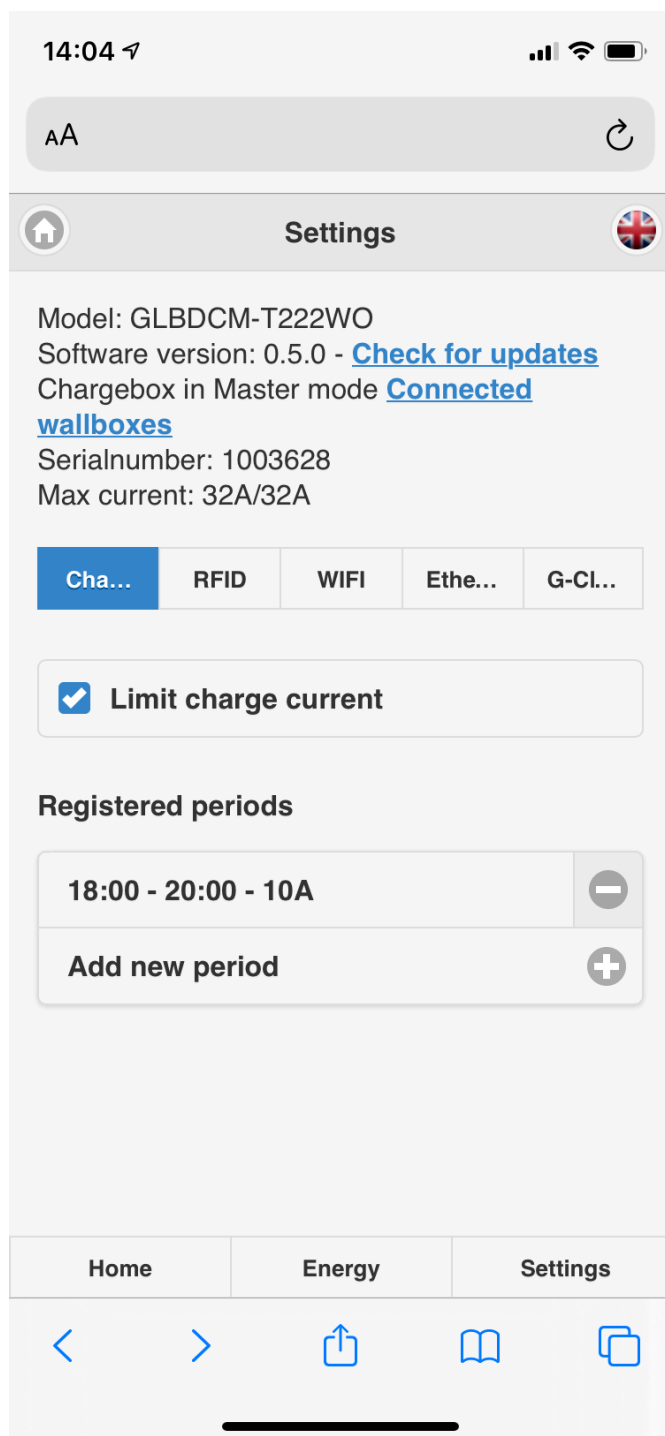 14:04
AA
Settings
Model: GLBDCM-T222WO
Software version: 0.5.0 - Check for updates
Chargebox in Master mode Connected
wallboxes
Serialnumber: 1003628
Max current: 32A/32A
Cha... RFID WIFI Ethe... G-Cl...
Limit charge current
Registered periods
18:00 - 20:00 - 10A
Add new period
Home Energy Settings